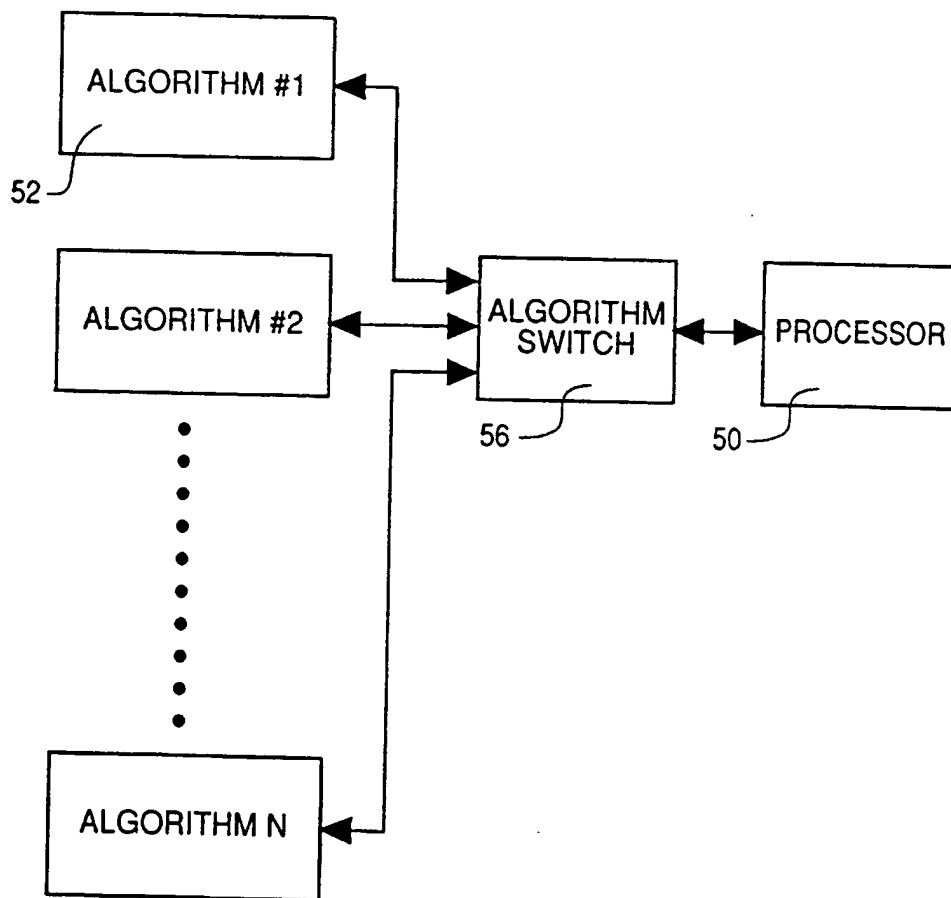 ALGORITHM #1
52
ALGORITHM #2
ALGORITHM
SWITCH
56
PROCESSOR
50
ALGORITHM N